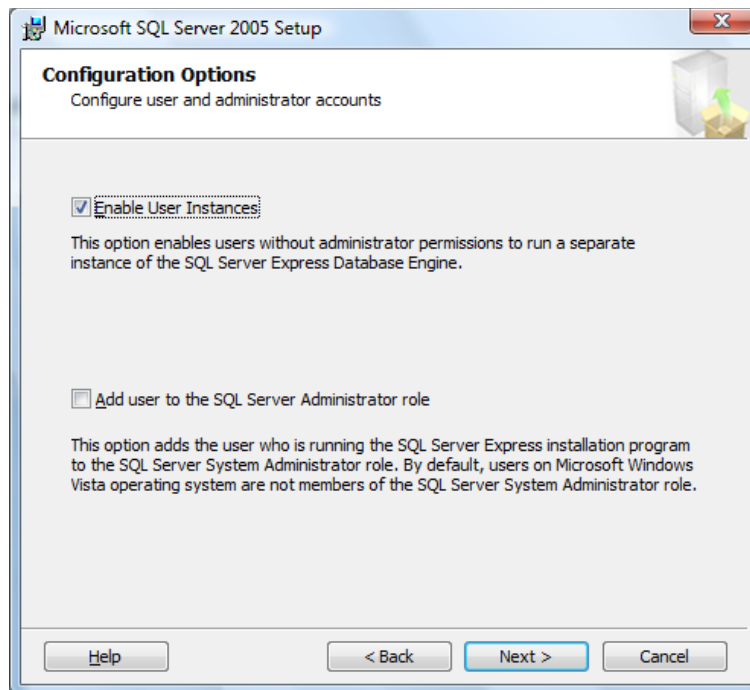 Microsoft SQL Server 2005 Setup
X
Configuration Options
Configure user and administrator accounts
Enable User Instances
This option enables users without administrator permissions to run a separate
instance of the SQL Server Express Database Engine.
Add user to the SQL Server Administrator role
This option adds the user who is running the SQL Server Express installation program
to the SQL Server System Administrator role. By default, users on Microsoft Windows
Vista operating system are not members of the SQL Server System Administrator role.
Help
< Back
Next >
Cancel